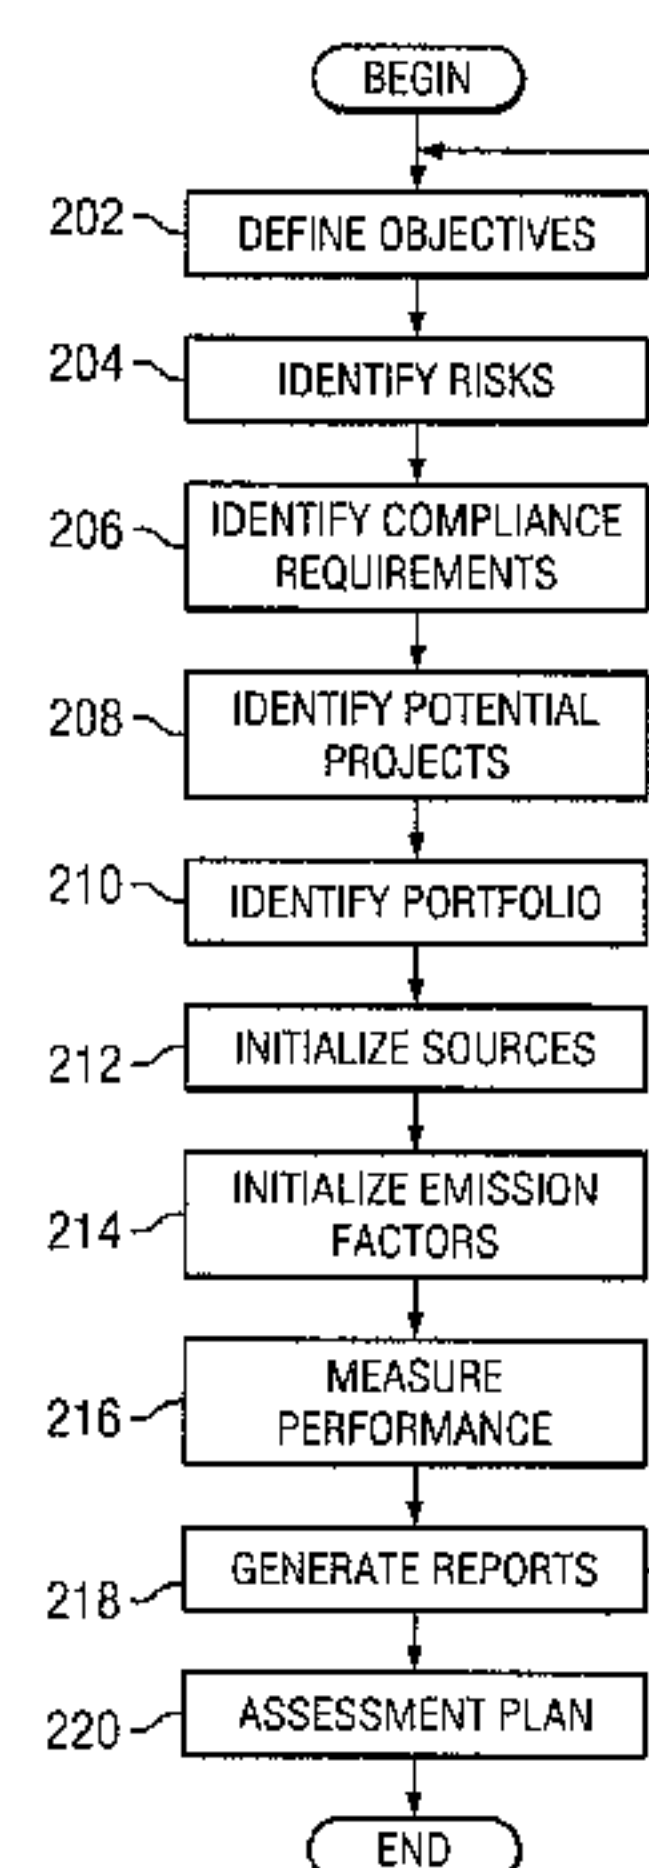 BEGIN
202
DEFINE OBJECTIVES
204
IDENTIFY RISKS
206
IDENTIFY COMPLIANCE
REQUIREMENTS
208
IDENTIFY POTENTIAL
PROJECTS
210
IDENTIFY PORTFOLIO
212
INITIALIZE SOURCES
214
INITIALIZE EMISSION
FACTORS
216
MEASURE
PERFORMANCE
218
GENERATE REPORTS
220
ASSESSMENT PLAN
END